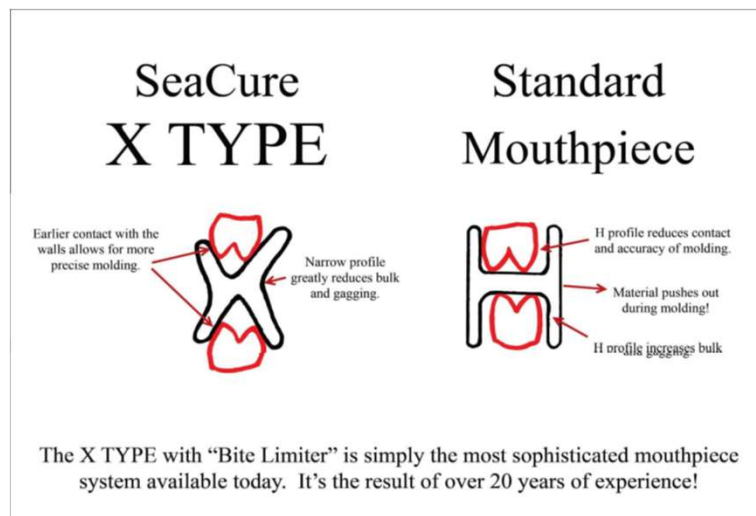 SeaCure
X TYPE
Standard
Mouthpiece
Earlier contact with the
walls allows for more
precise molding.
Narrow profile
greatly reduces bulk
and gagging.
H profile reduces contact
and accuracy of molding.
Material pushes out
during molding!
H profile increases bulk
and gagging.
The X TYPE with “Bite Limiter” is simply the most sophisticated mouthpiece
system available today. It’s the result of over 20 years of experience!